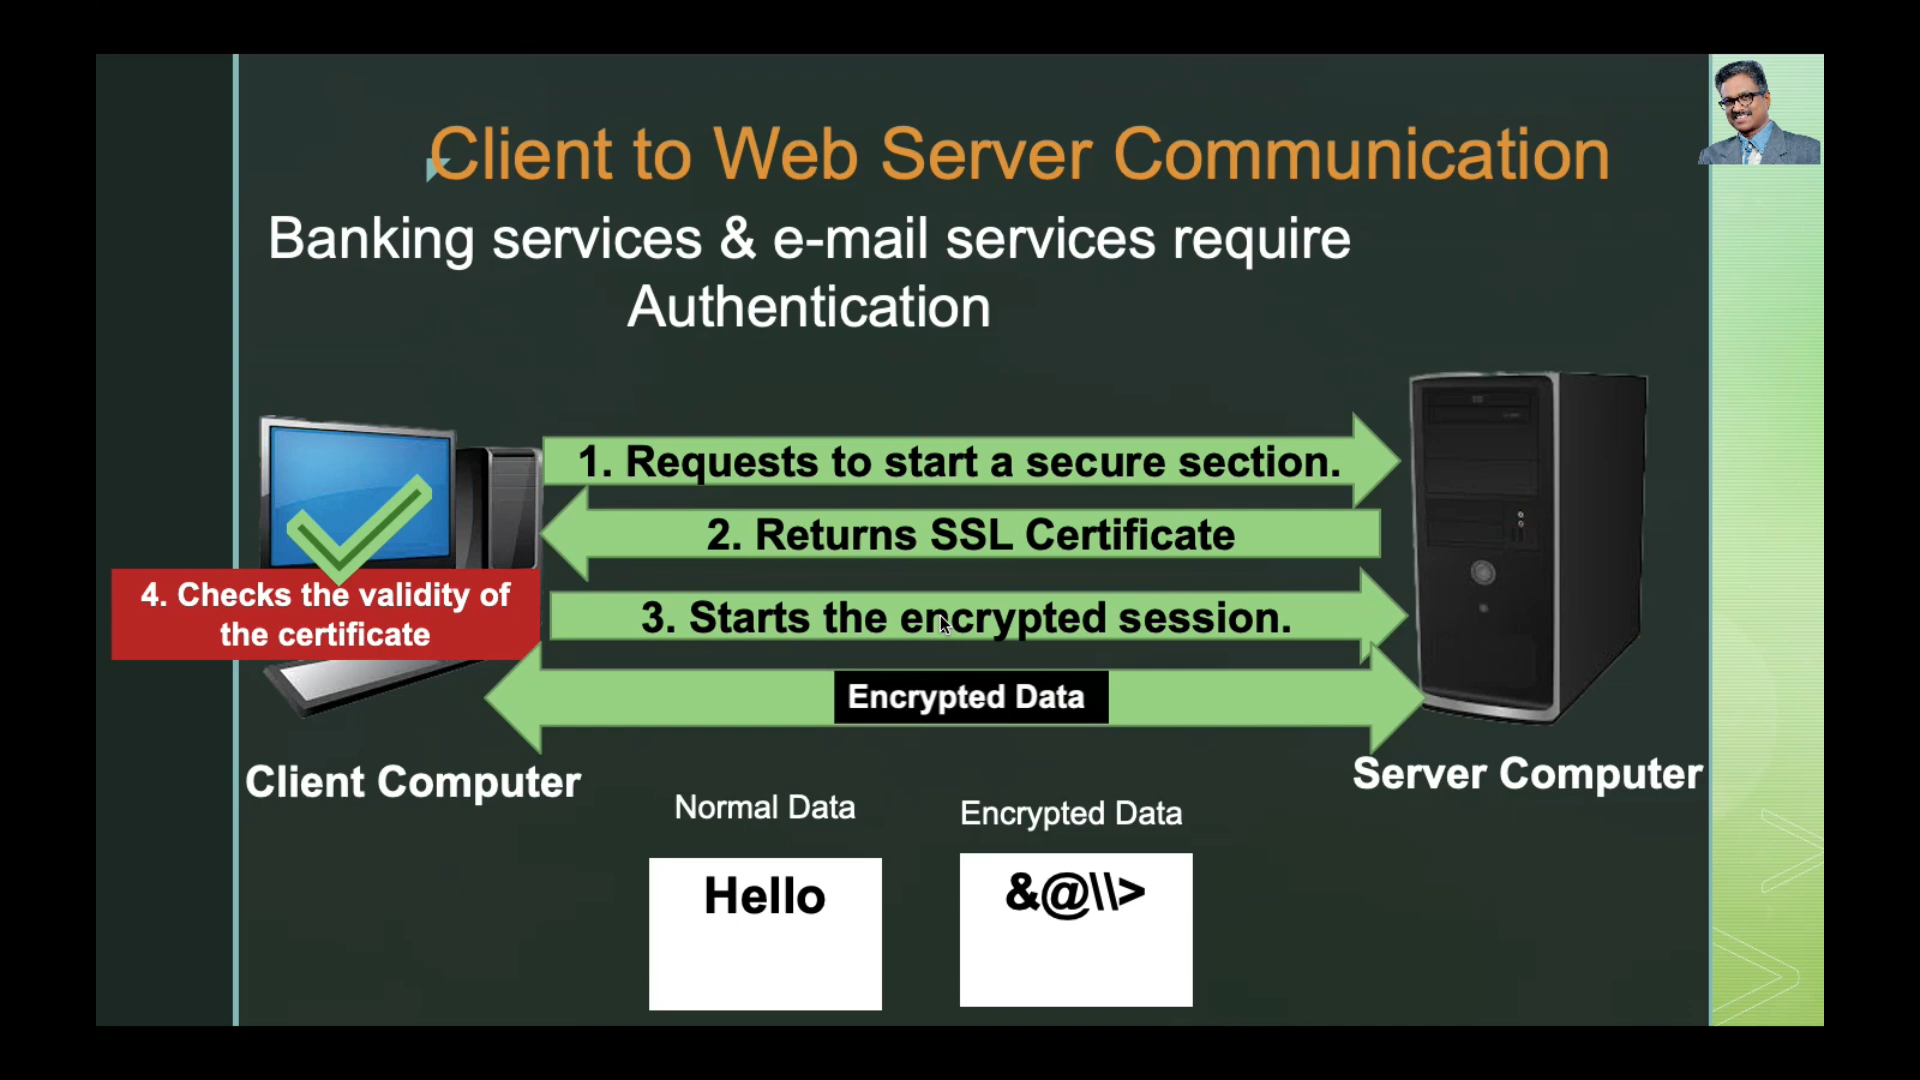 Client to Web Server Communication
Banking services & e-mail services require
Authentication
1. Requests to start a secure section.
2. Returns SSL Certificate
4. Checks the validity of
the certificate
3. Starts the encrypted session.
Encrypted Data
Client Computer
Server Computer
Normal Data
Encrypted Data
Hello
&@\\>